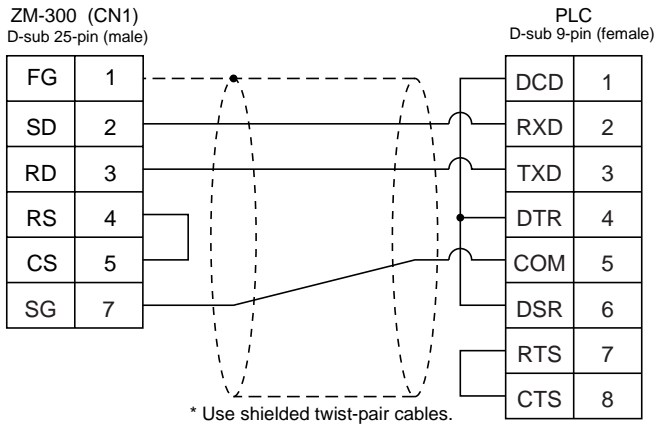 ZM-300 (CN1)
D-sub 25-pin (male)
FG 1
SD 2
RD 3
RS 4
CS 5
SG 7
PLC
D-sub 9-pin (female)
DCD 1
RXD 2
TXD 3
DTR 4
COM 5
DSR 6
RTS 7
CTS 8
* Use shielded twist-pair cables.